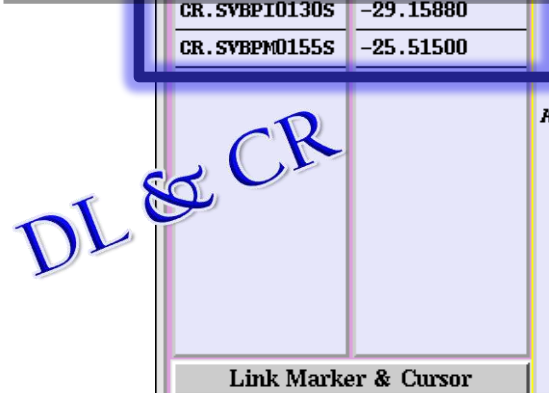 CR.SVBPI0130S -29.15880
CR.SVBPM0155S -25.51500
DL & CR
Link Marker & Cursor